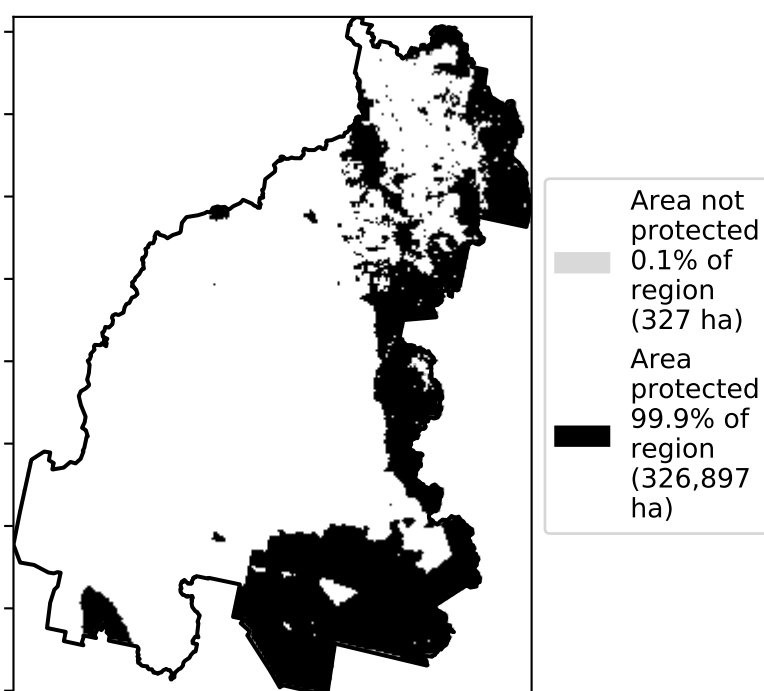 Area not
protected
0.1% of
region
(327 ha)
Area
protected
99.9% of
region
(326,897
ha)